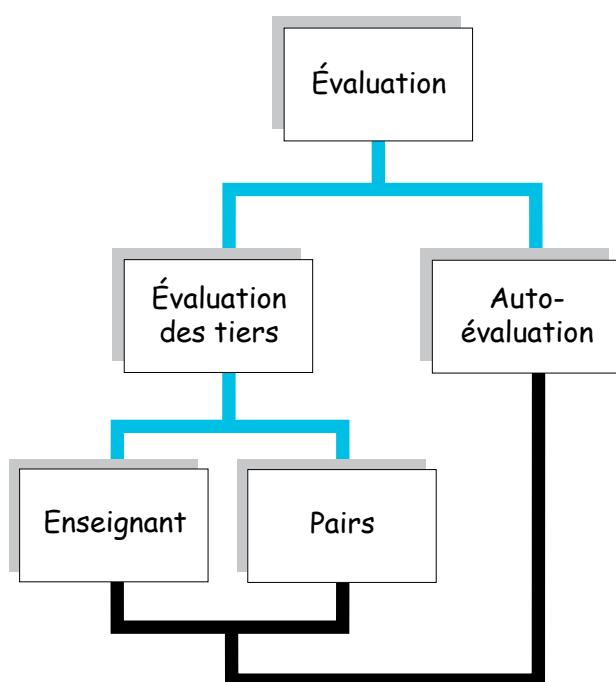 Évaluation
Évaluation
des tiers
Auto-
évaluation
Enseignant
Pairs